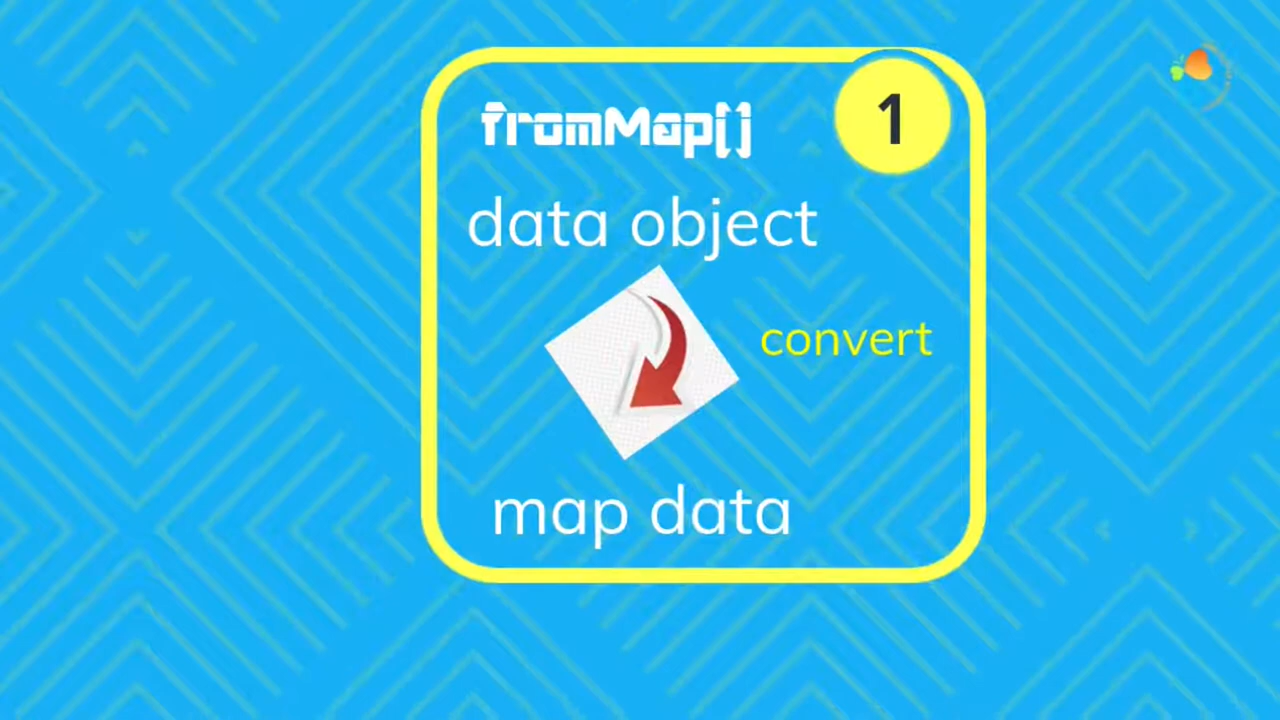 fromMap()
1
data object
convert
map data